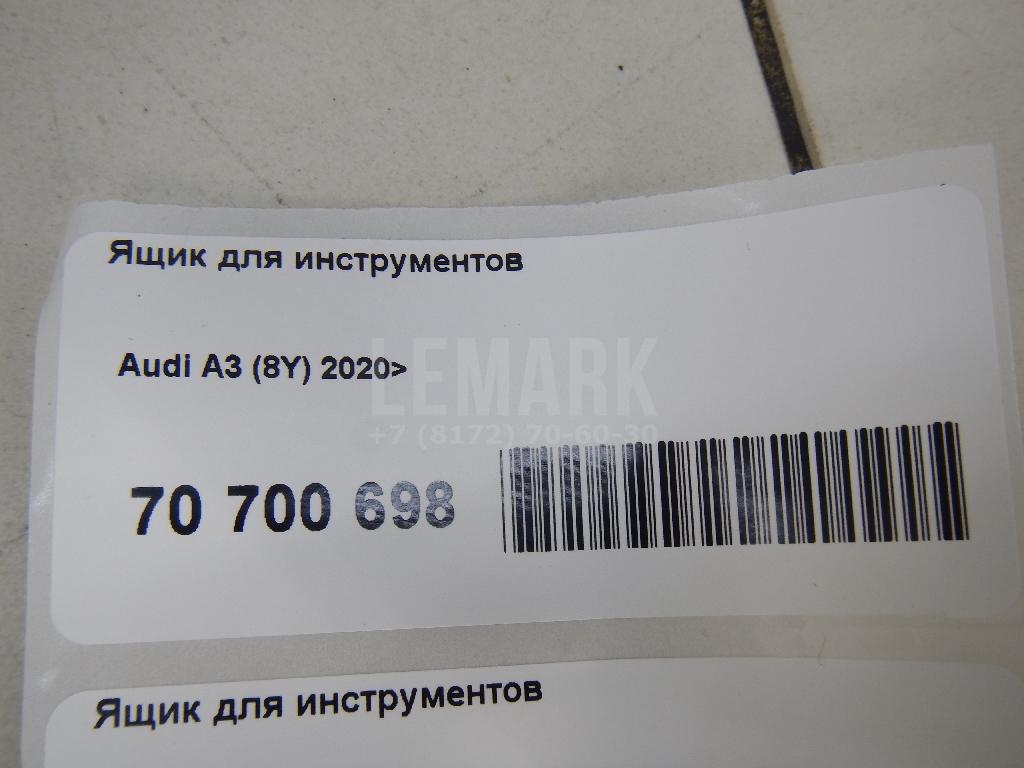 Ящик для инструментов
Audi A3 (8Y) 2020>
LEMARK
+7 (8172) 70-60-30
70 700 698
Ящик для инструментов